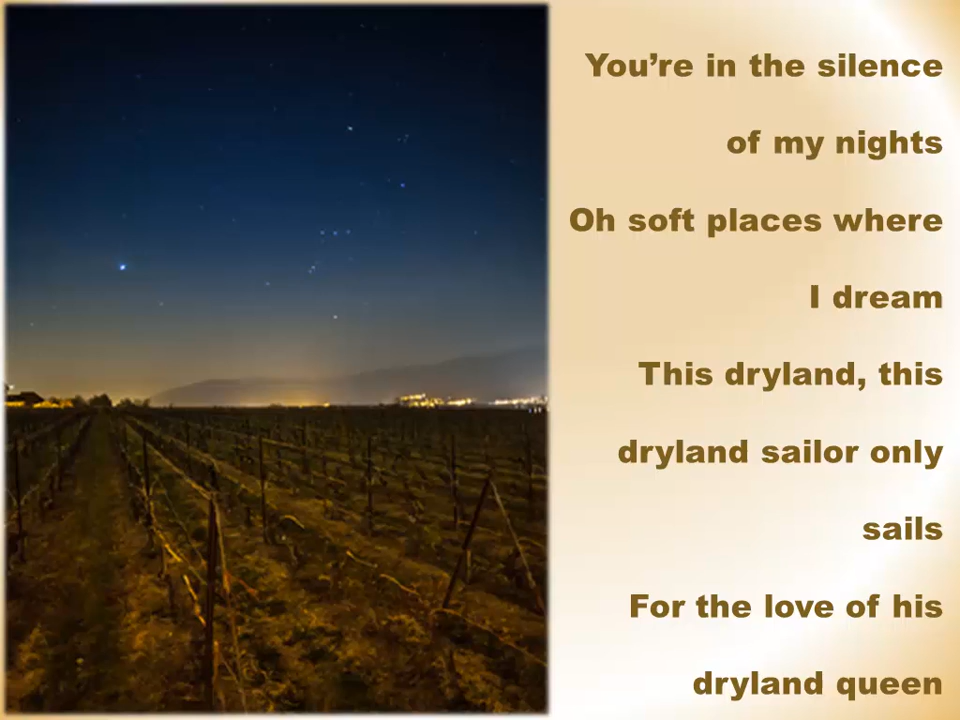 You’re in the silence
of my nights
Oh soft places where
I dream
This dryland, this
dryland sailor only
sails
For the love of his
dryland queen